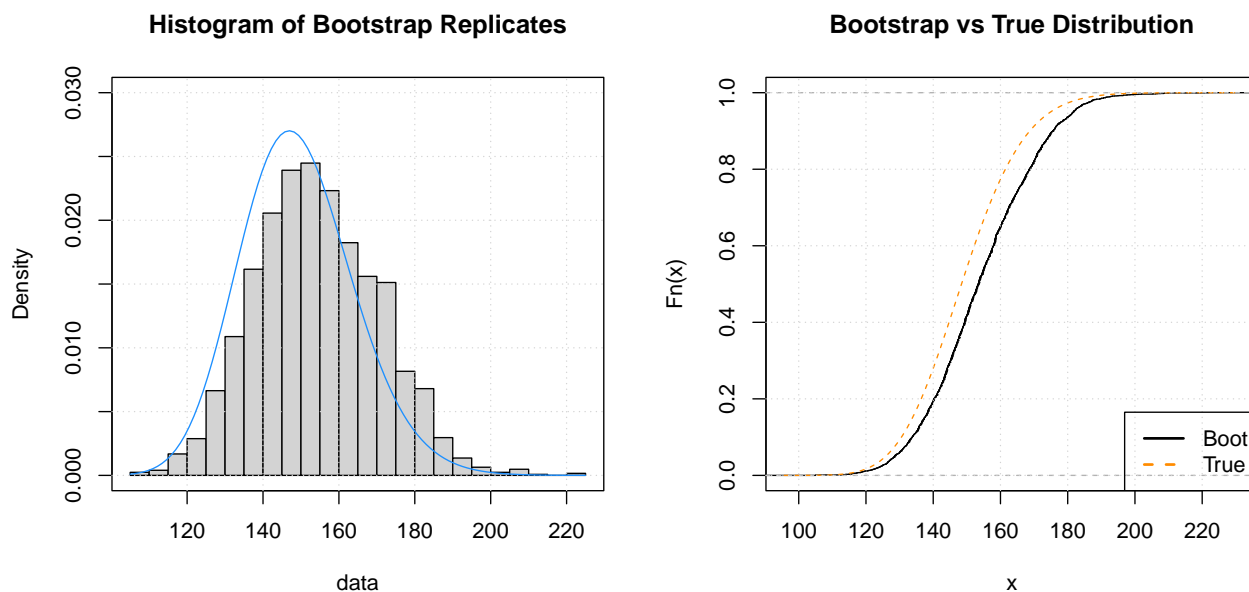 Histogram of Bootstrap Replicates
Density
0.000
0.010
0.020
0.030
120 140 160 180 200 220
data
Bootstrap vs True Distribution
Fn(x)
0.0
0.2
0.4
0.6
0.8
1.0
100 120 140 160 180 200 220
x
Boot
True